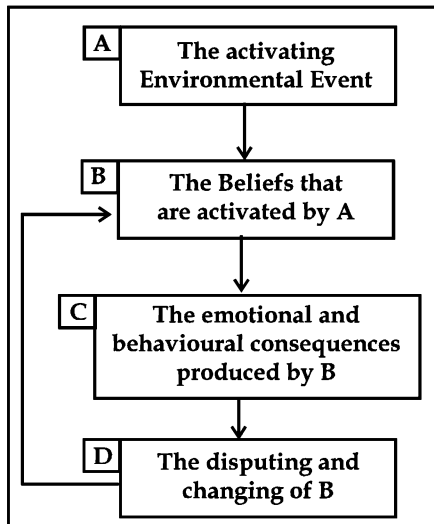 A
The activating
Environmental Event
B
The Beliefs that
are activated by A
C
The emotional and
behavioural consequences
produced by B
D
The disputing and
changing of B